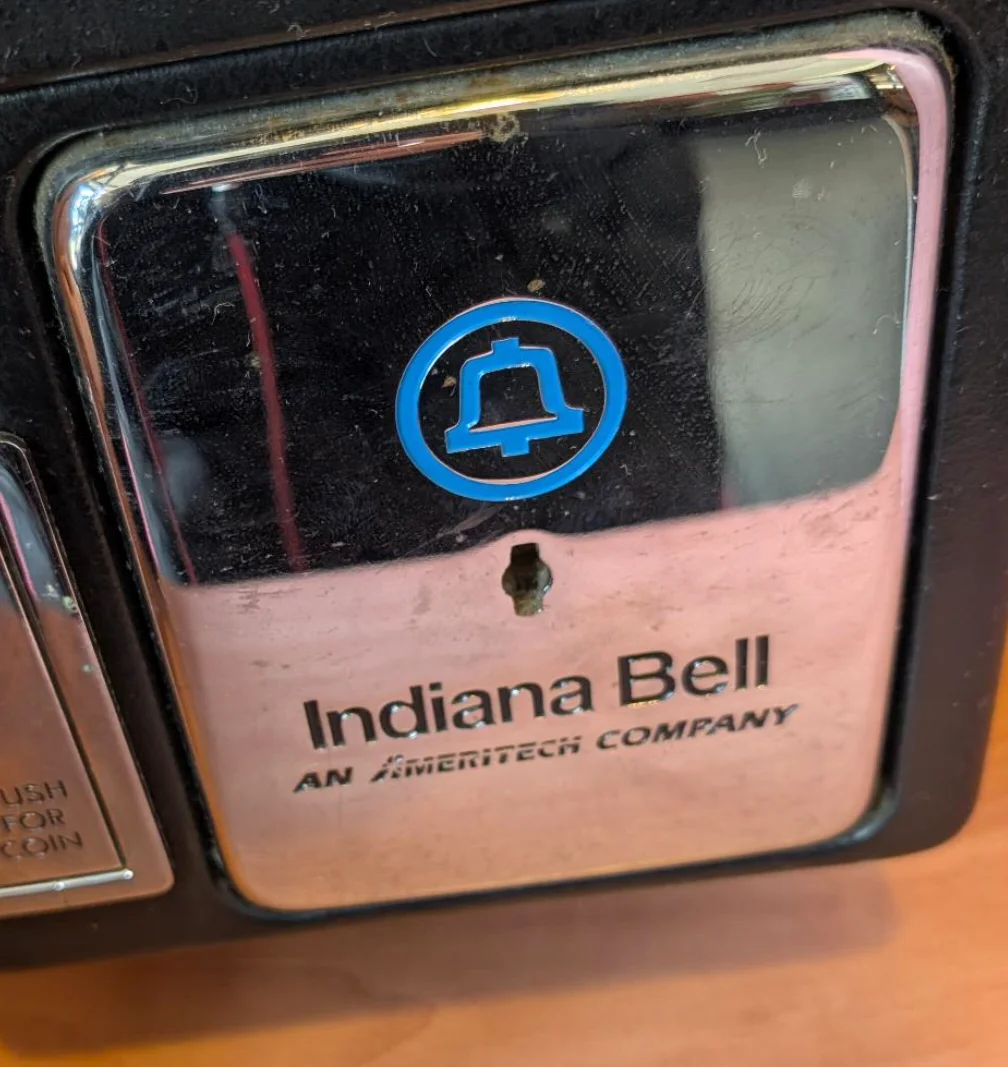 Indiana Bell
AN AMERITECH COMPANY
USH
FOR
COIN